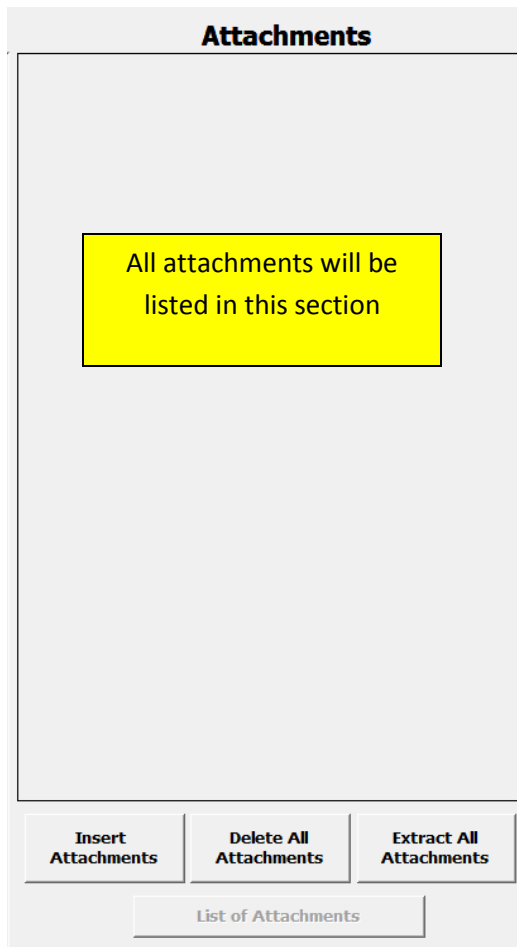 Attachments
All attachments will be
listed in this section
Insert
Attachments
Delete All
Attachments
Extract All
Attachments
List of Attachments